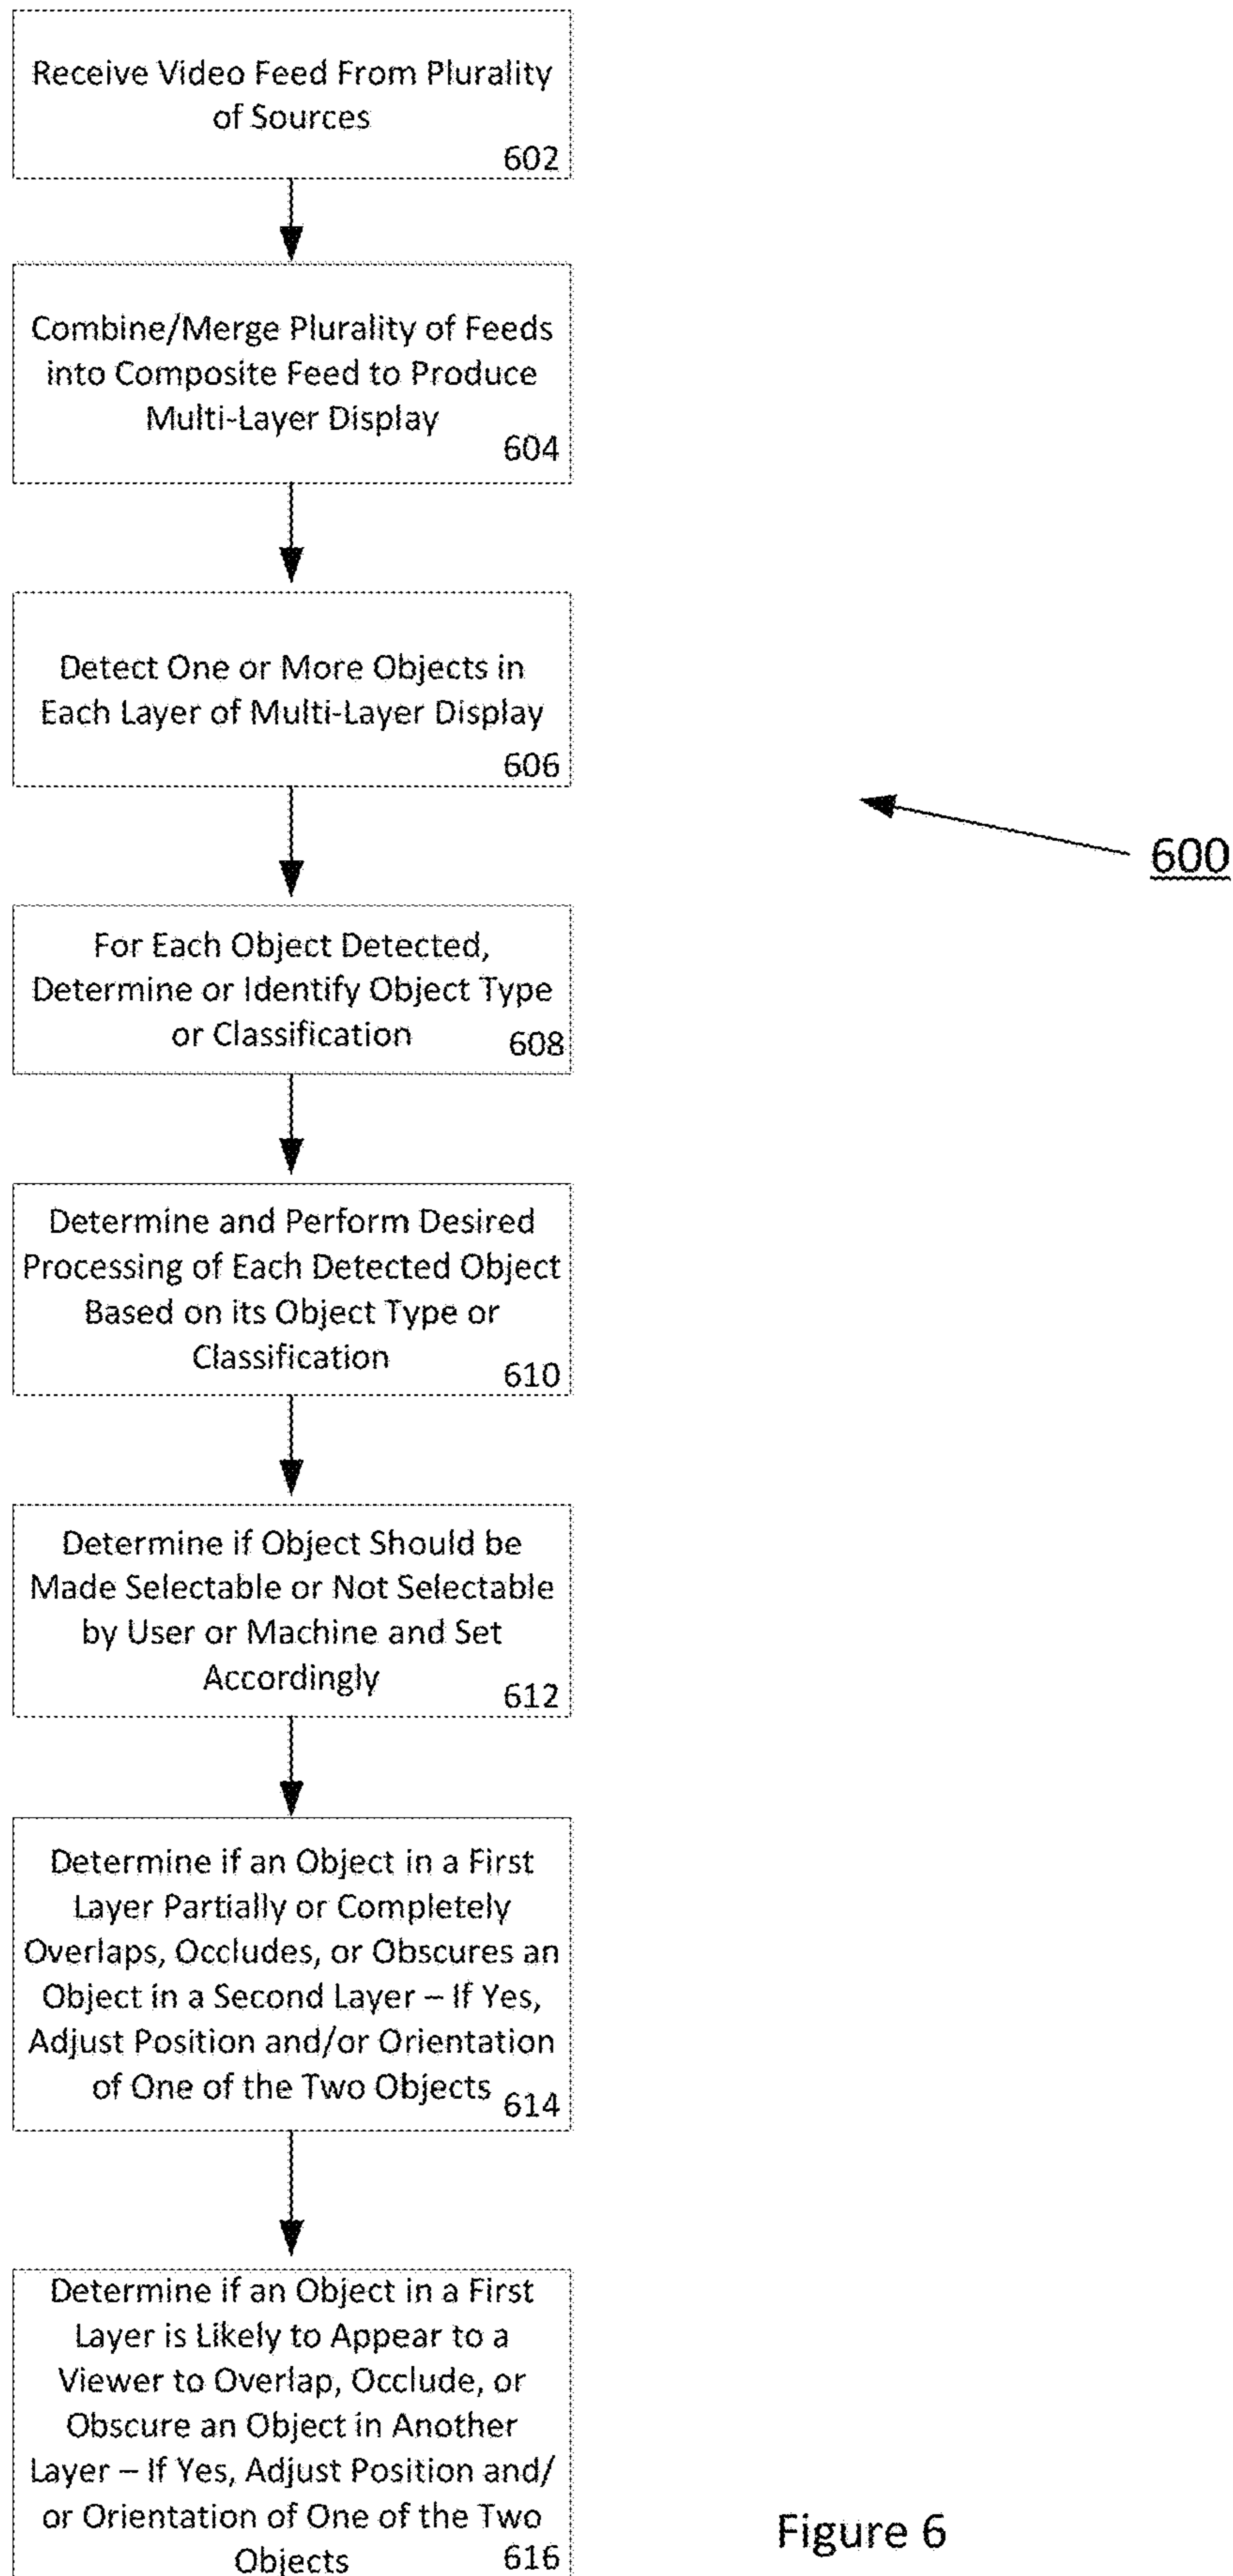 Receive Video Feed From Plurality
of Sources
602
Combine/Merge Plurality of Feeds
into Composite Feed to Produce
Multi-Layer Display
604
Detect One or More Objects in
Each Layer of Multi-Layer Display
606
600
For Each Object Detected,
Determine or Identify Object Type
or Classification
608
Determine and Perform Desired
Processing of Each Detected Object
Based on its Object Type or
Classification
610
Determine if Object Should be
Made Selectable or Not Selectable
by User or Machine and Set
Accordingly
612
Determine if an Object in a First
Layer Partially or Completely
Overlaps, Occludes, or Obscures an
Object in a Second Layer – If Yes,
Adjust Position and/or Orientation
of One of the Two Objects
614
Determine if an Object in a First
Layer is Likely to Appear to a
Viewer to Overlap, Occlude, or
Obscure an Object in Another
Layer – If Yes, Adjust Position and/
or Orientation of One of the Two
Objects
616
Figure 6